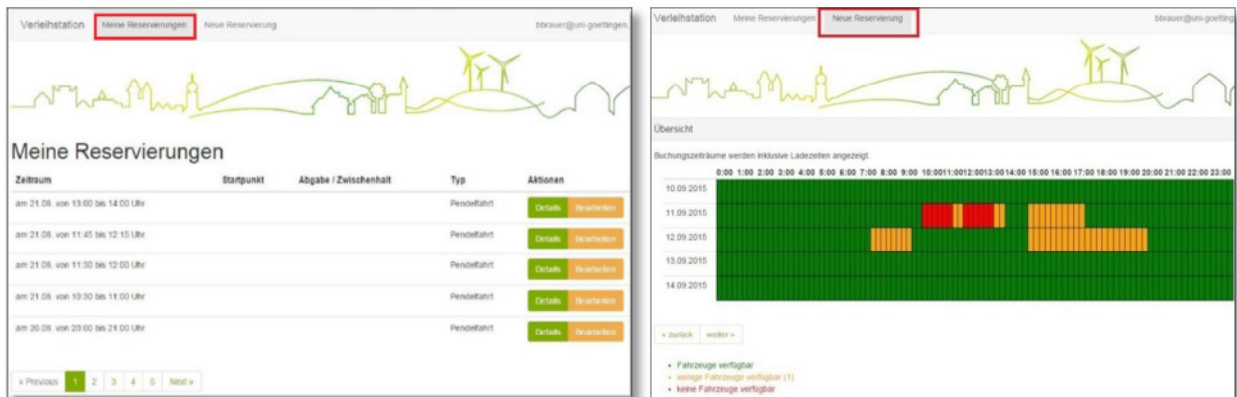 Verleihstation Meine Reservierungen Neue Reservierung bbrauer@uni-goettingen.
Meine Reservierungen
Zeitraum Startpunkt Abgabe / Zwischenhalt Typ Aktionen
am 21.08. von 13:00 bis 14:00 Uhr Pendelfahrt Details Bearbeiten
am 21.08. von 11:45 bis 12:15 Uhr Pendelfahrt Details Bearbeiten
am 21.08. von 11:30 bis 12:00 Uhr Pendelfahrt Details Bearbeiten
am 21.08. von 10:30 bis 11:00 Uhr Pendelfahrt Details Bearbeiten
am 20.08. von 20:00 bis 21:00 Uhr Pendelfahrt Details Bearbeiten
« Previous 1 2 3 4 5 Next »
Verleihstation Meine Reservierungen Neue Reservierung bbrauer@uni-goetting
Übersicht
Buchungszeiträume werden inklusive Ladezeiten angezeigt.
0:00 1:00 2:00 3:00 4:00 5:00 6:00 7:00 8:00 9:00 10:00 11:00 12:00 13:00 14:00 15:00 16:00 17:00 18:00 19:00 20:00 21:00 22:00 23:00
10.09.2015
11.09.2015
12.09.2015
13.09.2015
14.09.2015
« zurück weiter »
• Fahrzeuge verfügbar
• wenige Fahrzeuge verfügbar (1)
• keine Fahrzeuge verfügbar